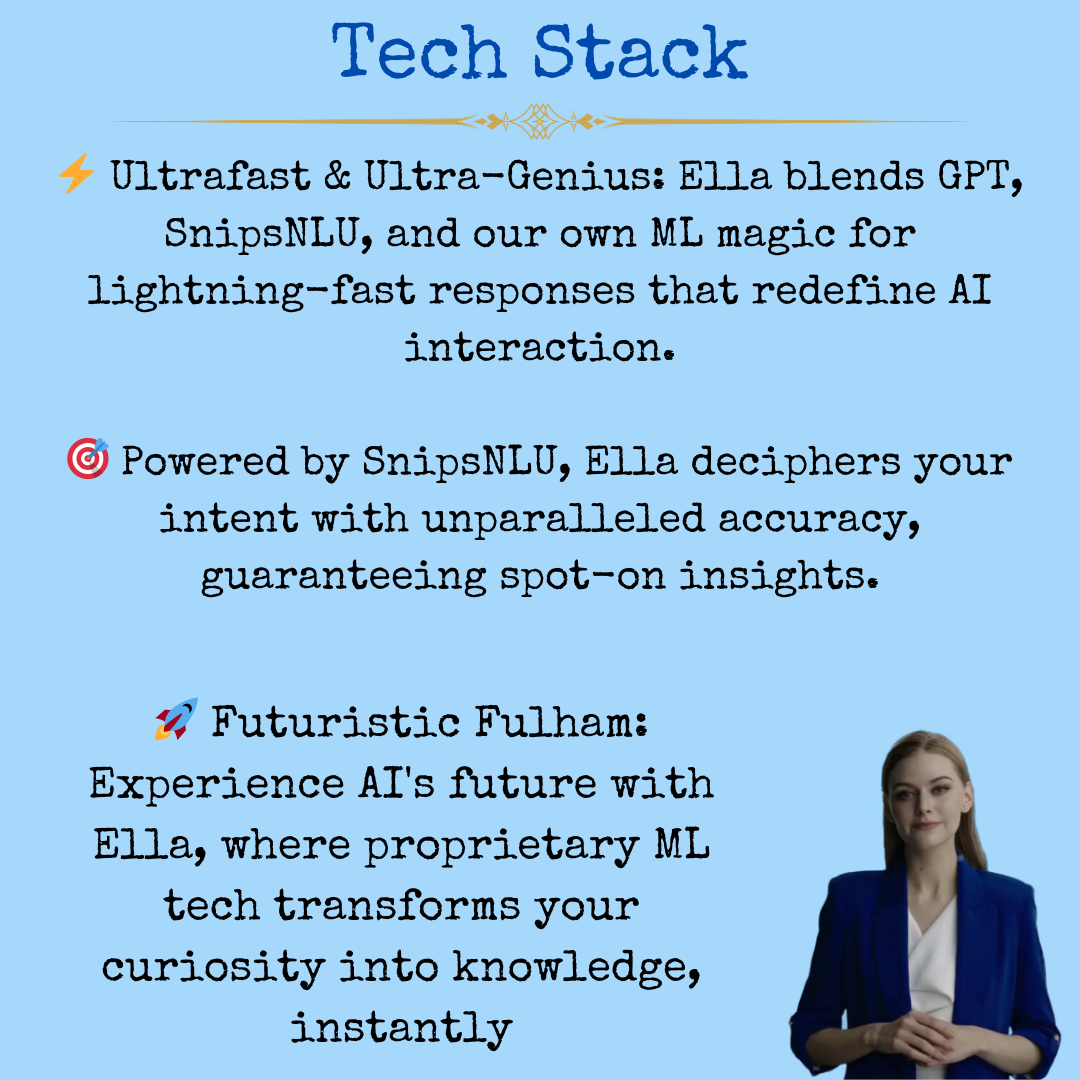 Tech Stack
⚡ Ultrafast & Ultra-Genius: Ella blends GPT,
SnipsNLU, and our own ML magic for
lightning-fast responses that redefine AI
interaction.
🎯 Powered by SnipsNLU, Ella deciphers your
intent with unparalleled accuracy,
guaranteeing spot-on insights.
🚀 Futuristic Fulham:
Experience AI's future with
Ella, where proprietary ML
tech transforms your
curiosity into knowledge,
instantly